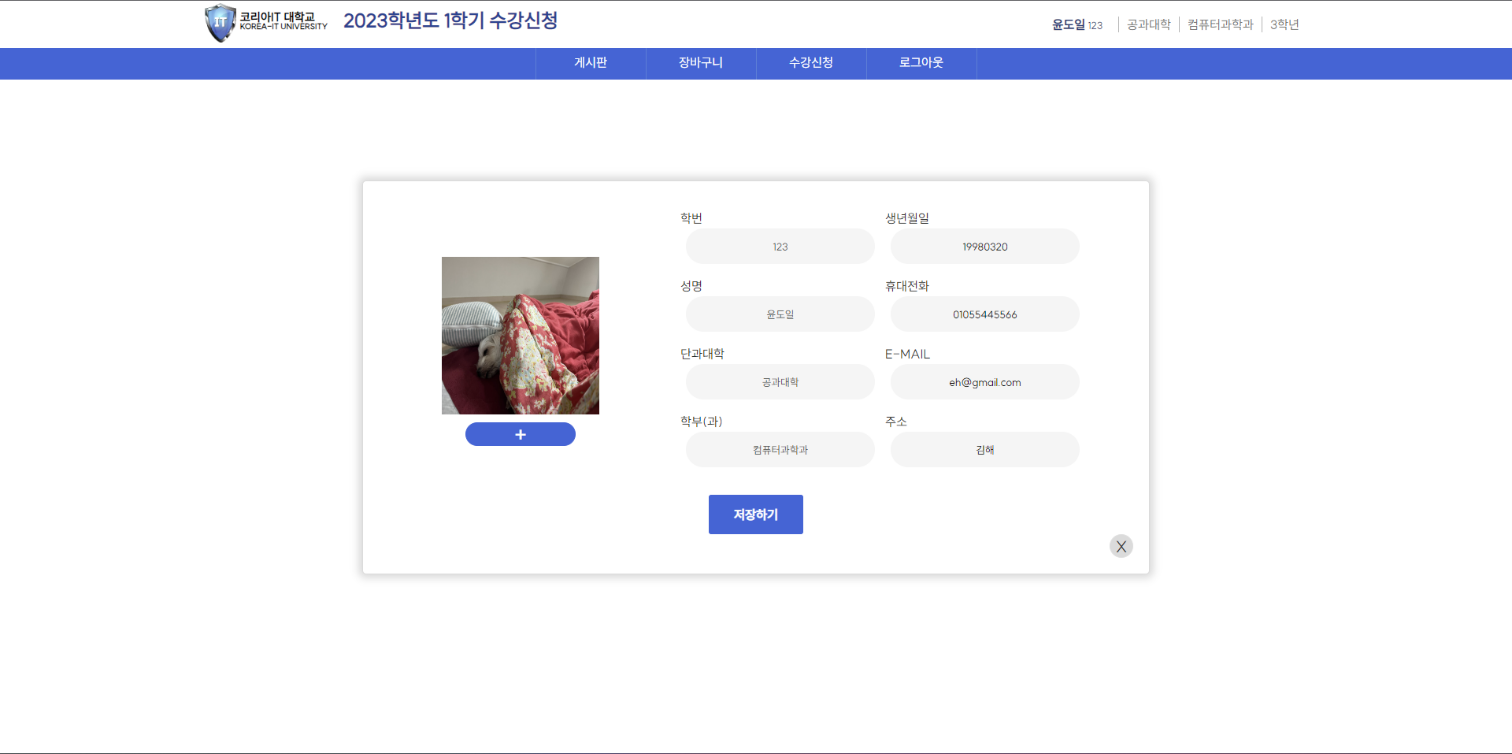 IT
코리아IT 대학교
KOREA-IT UNIVERSITY
2023학년도 1학기 수강신청
윤도일 123
공과대학
컴퓨터과학과
3학년
게시판
장바구니
수강신청
로그아웃
학번
123
생년월일
19980320
성명
윤도일
휴대전화
01055445566
단과대학
공과대학
E-MAIL
eh@gmail.com
학부(과)
컴퓨터과학과
주소
김해
+
저장하기
X